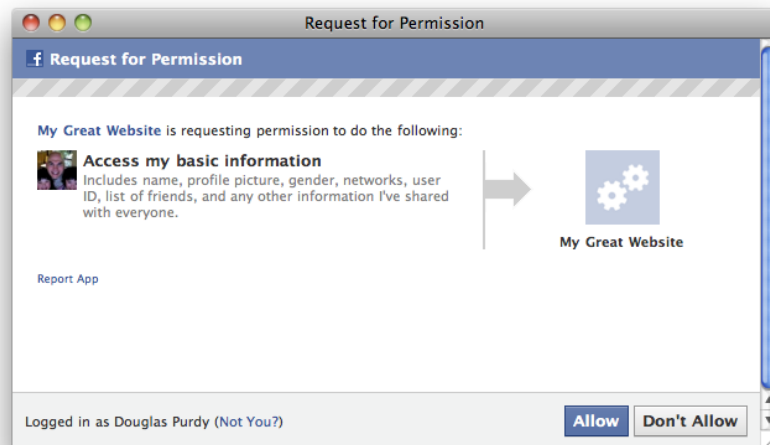 Request for Permission
f Request for Permission
My Great Website is requesting permission to do the following:
Access my basic information
Includes name, profile picture, gender, networks, user
ID, list of friends, and any other information I've shared
with everyone.
My Great Website
Report App
Logged in as Douglas Purdy (Not You?)
Allow
Don't Allow